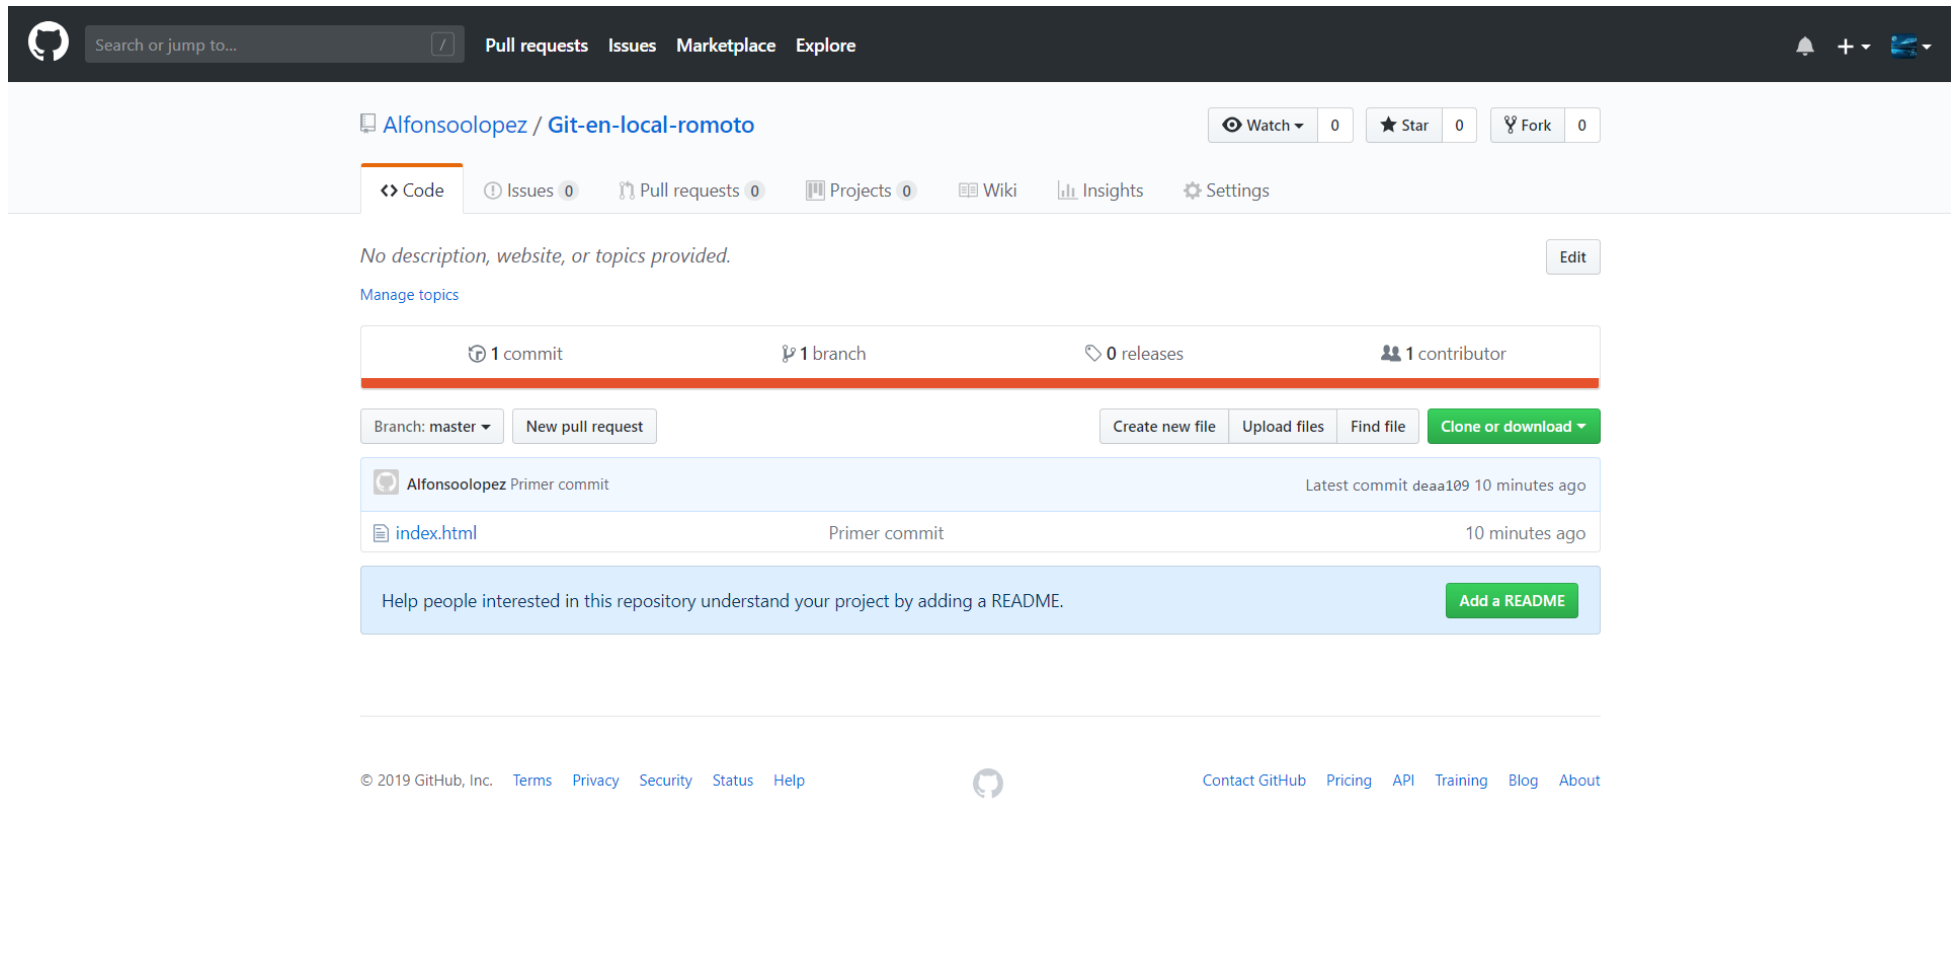 Search or jump to... /
Pull requests Issues Marketplace Explore
Alfonsoolopez / Git-en-local-romoto
Watch 0 Star 0 Fork 0
Code Issues 0 Pull requests 0 Projects 0 Wiki Insights Settings
No description, website, or topics provided.
Edit
Manage topics
1 commit 1 branch 0 releases 1 contributor
Branch: master New pull request Create new file Upload files Find file Clone or download
Alfonsoolopez Primer commit Latest commit deaa109 10 minutes ago
index.html Primer commit 10 minutes ago
Help people interested in this repository understand your project by adding a README. Add a README
© 2019 GitHub, Inc. Terms Privacy Security Status Help Contact GitHub Pricing API Training Blog About